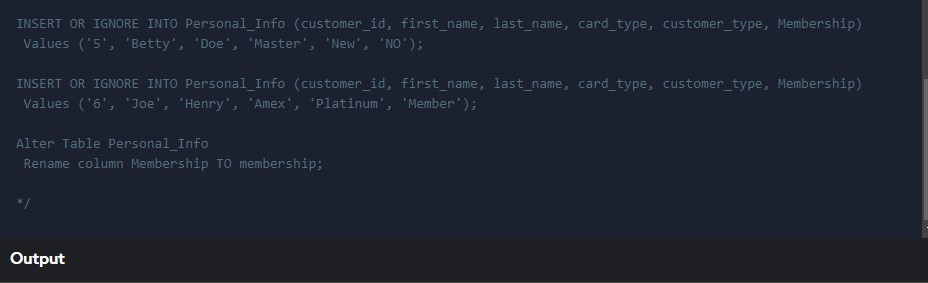 INSERT OR IGNORE INTO Personal_Info (customer_id, first_name, last_name, card_type, customer_type, Membership)
Values ('5', 'Betty', 'Doe', 'Master', 'New', 'NO');
INSERT OR IGNORE INTO Personal_Info (customer_id, first_name, last_name, card_type, customer_type, Membership)
Values ('6', 'Joe', 'Henry', 'Amex', 'Platinum', 'Member');
Alter Table Personal_Info
Rename column Membership TO membership;
*/
Output